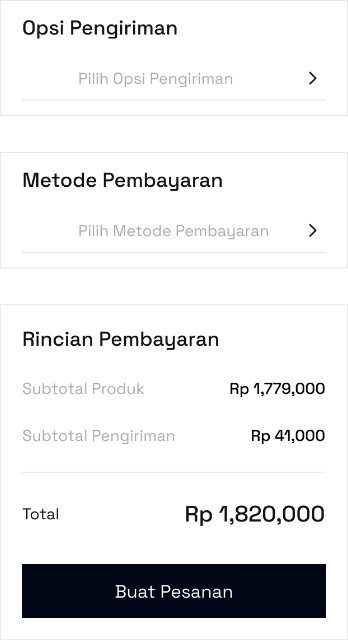 Opsi Pengiriman
Pilih Opsi Pengiriman
Metode Pembayaran
Pilih Metode Pembayaran
Rincian Pembayaran
Subtotal Produk Rp 1,779,000
Subtotal Pengiriman Rp 41,000
Total Rp 1,820,000
Buat Pesanan